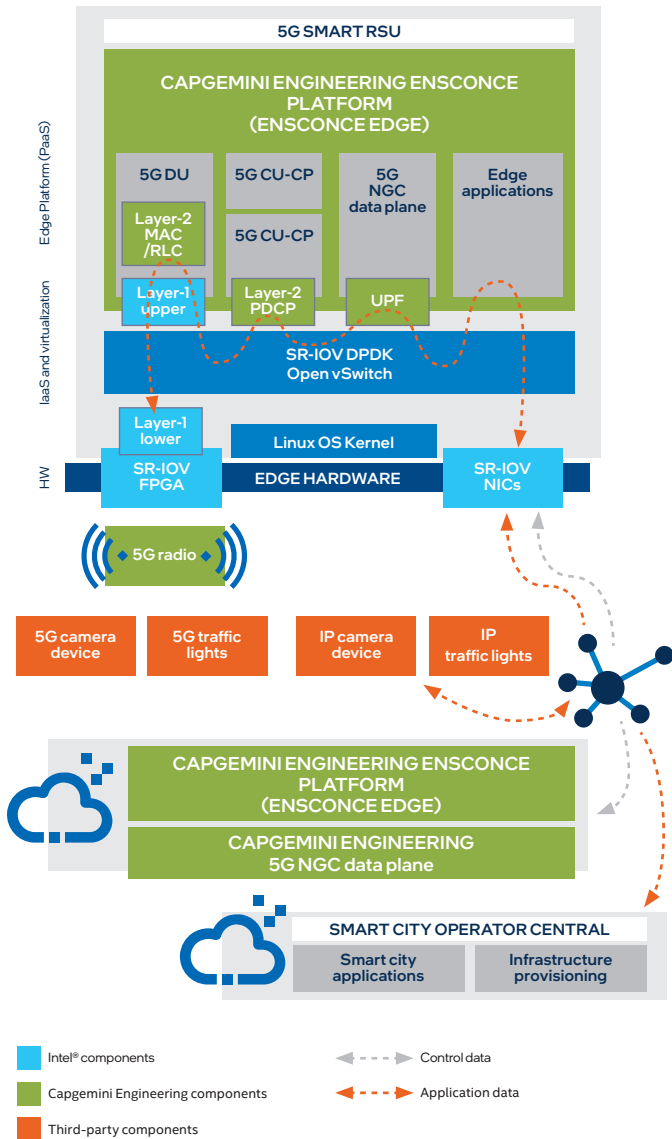 5G SMART RSU
CAPGEMINI ENGINEERING ENSCONCE
PLATFORM
(ENSCONCE EDGE)
Edge Platform (PaaS)
5G DU
5G CU-CP
5G
NGC
data plane
Edge
applications
Layer-2
MAC
/RLC
5G CU-CP
IaaS and virtualization
Layer-1
upper
Layer-2
PDCP
UPF
SR-IOV DPDK
Open vSwitch
Layer-1
lower
Linux OS Kernel
HW
SR-IOV
FPGA
EDGE HARDWARE
SR-IOV
NICs
5G radio
5G camera
device
5G traffic
lights
IP camera
device
IP
traffic lights
CAPGEMINI ENGINEERING ENSCONCE
PLATFORM
(ENSCONCE EDGE)
CAPGEMINI ENGINEERING
5G NGC data plane
SMART CITY OPERATOR CENTRAL
Smart city
applications
Infrastructure
provisioning
Intel® components
Control data
Capgemini Engineering components
Application data
Third-party components